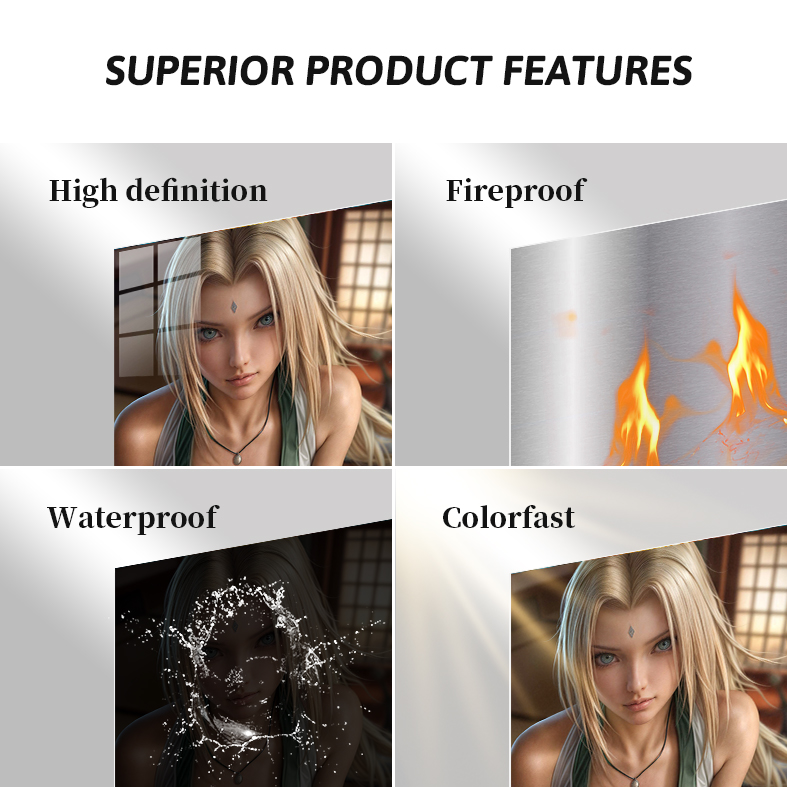 SUPERIOR PRODUCT FEATURES
High definition
Fireproof
Waterproof
Colorfast